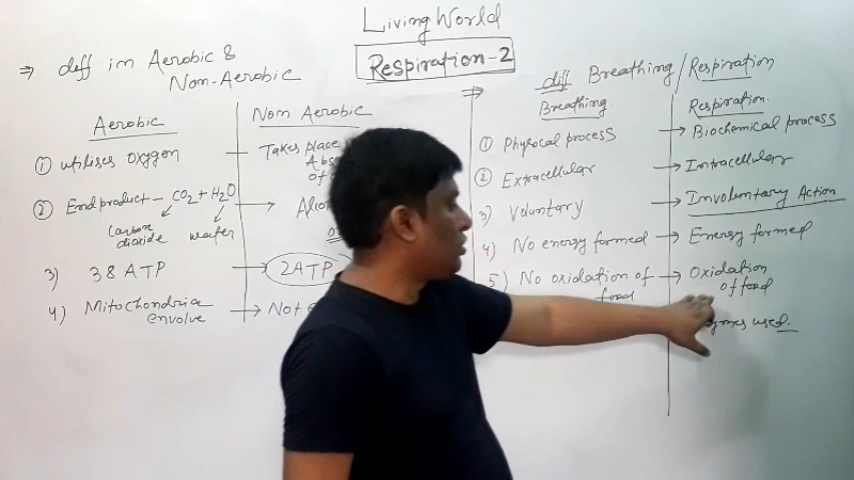 Living World
Respiration-2
⇒ diff in Aerobic &
Non-Aerobic
Aerobic
Non Aerobic
① utilises oxygen
Takes place
② End product - CO2 + H2O
Carbon
dioxide
water
3) 38 ATP
2ATP
4) Mitochondria
envolve
Not
⇒ diff Breathing / Respiration
Breathing
Respiration
① Physocal process → Biochemical process
② Extracellular → Intracellular
3) Voluntary → Involuntary Action
4) No energy formed → Energy formed
5) No oxidation of → Oxidation
food
of food
used.